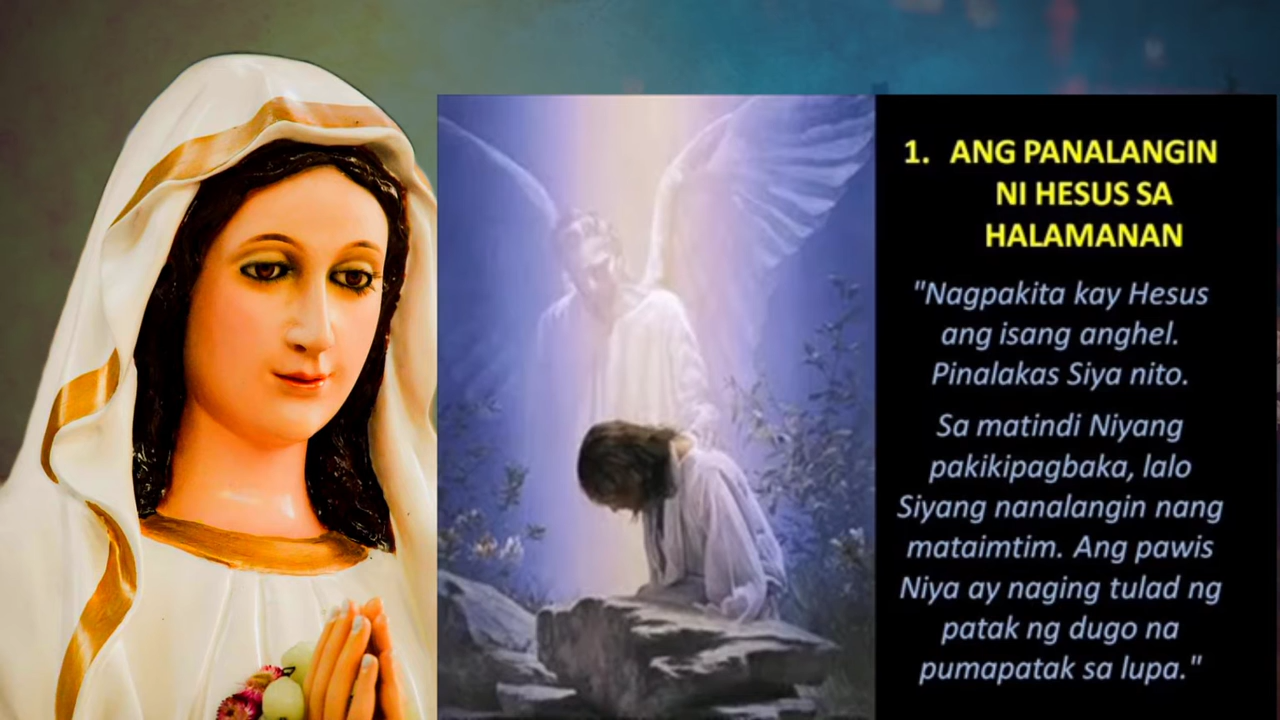 1. ANG PANALANGIN
NI HESUS SA
HALAMANAN
"Nagpakita kay Hesus
ang isang anghel.
Pinalakas Siya nito.
Sa matindi Niyang
pakikipagbaka, lalo
Siyang nanalangin nang
mataimtim. Ang pawis
Niya ay naging tulad ng
patak ng dugo na
pumapatak sa lupa."